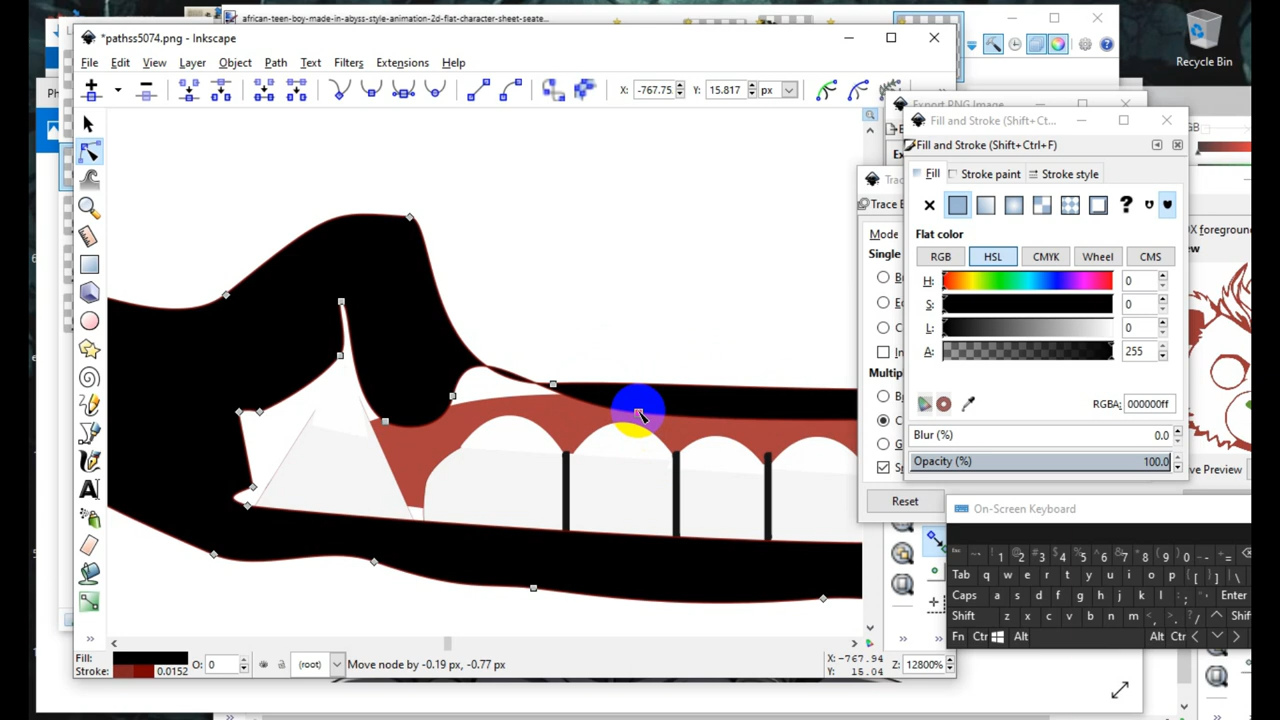 african-teen-boy-made-in-abyss-style-animation-2d-flat-character-sheet-seate...
*pathss5074.png - Inkscape
File Edit View Layer Object Path Text Filters Extensions Help
X: -767.75 Y: 15.817 px
Recycle Bin
Export PNG Image
Fill and Stroke (Shift+Ct...
Fill and Stroke (Shift+Ctrl+F)
Fill Stroke paint Stroke style
Flat color
RGB HSL CMYK Wheel CMS
H: 0
S: 0
L: 0
A: 255
RGBA: 000000ff
Blur (%) 0.0
Opacity (%) 100.0
Mode
Single
Multip
Reset
On-Screen Keyboard
Tab q w e r t y u i o p [ ] \
Caps a s d f g h j k l ; ' Enter
Shift z x c v b n m , . / ?
Fn Ctr Alt Alt Ctr
Fill:
Stroke: 0.0152
O: 0
(root)
Move node by -0.19 px, -0.77 px
X: -767.94
Y: 15.04
Z: 12800%